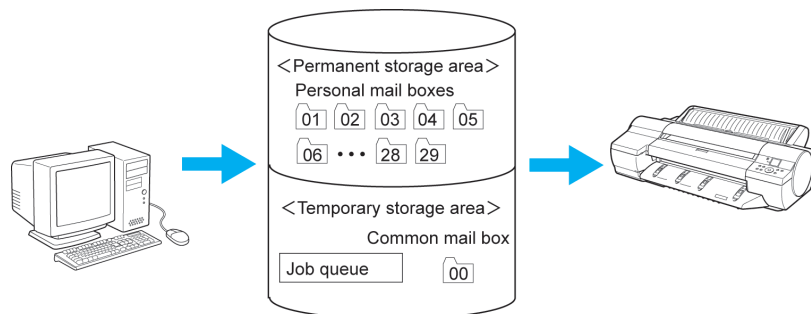 <Permanent storage area>
Personal mail boxes
01 02 03 04 05
06 ••• 28 29
<Temporary storage area>
Common mail box
Job queue 00